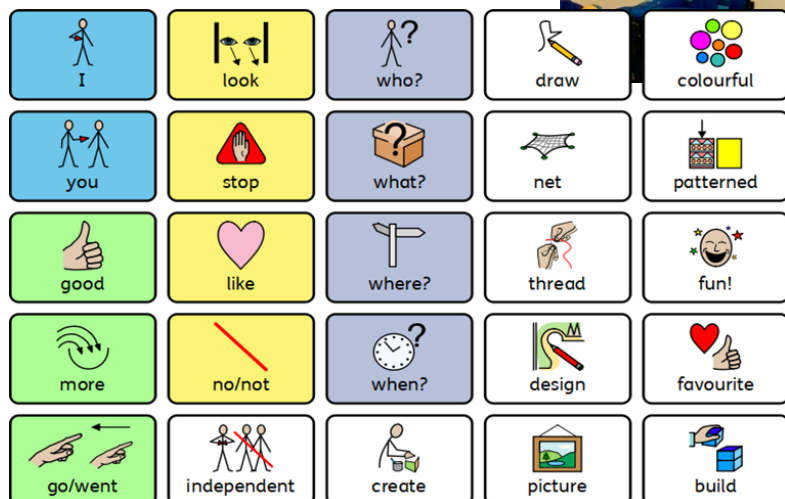 I look who? draw colourful
you stop what? net patterned
good like where? thread fun!
more no/not when? design favourite
go/went independent create picture build